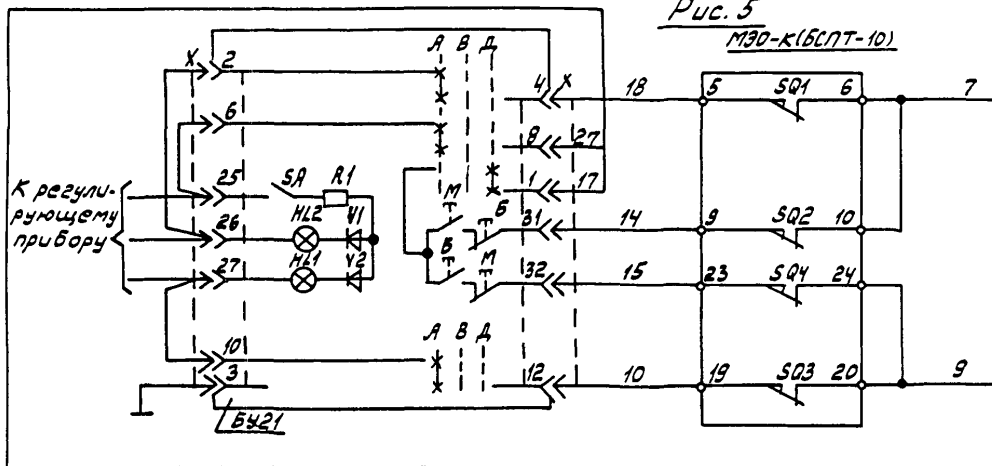 Рис. 5
МЭО-К(БСПТ-10)
X 2 А В Д 4 X 18 5 SQ1 6 7
6 8 27
К регули-
рующему
прибору
25 SA R1 1 17
26 HL2 V1 М Б 31 14 9 SQ2 10
27 HL1 V2 Б М 32 15 23 SQ4 24
10 А В Д
3 12 10 19 SQ3 20 9
БУ21